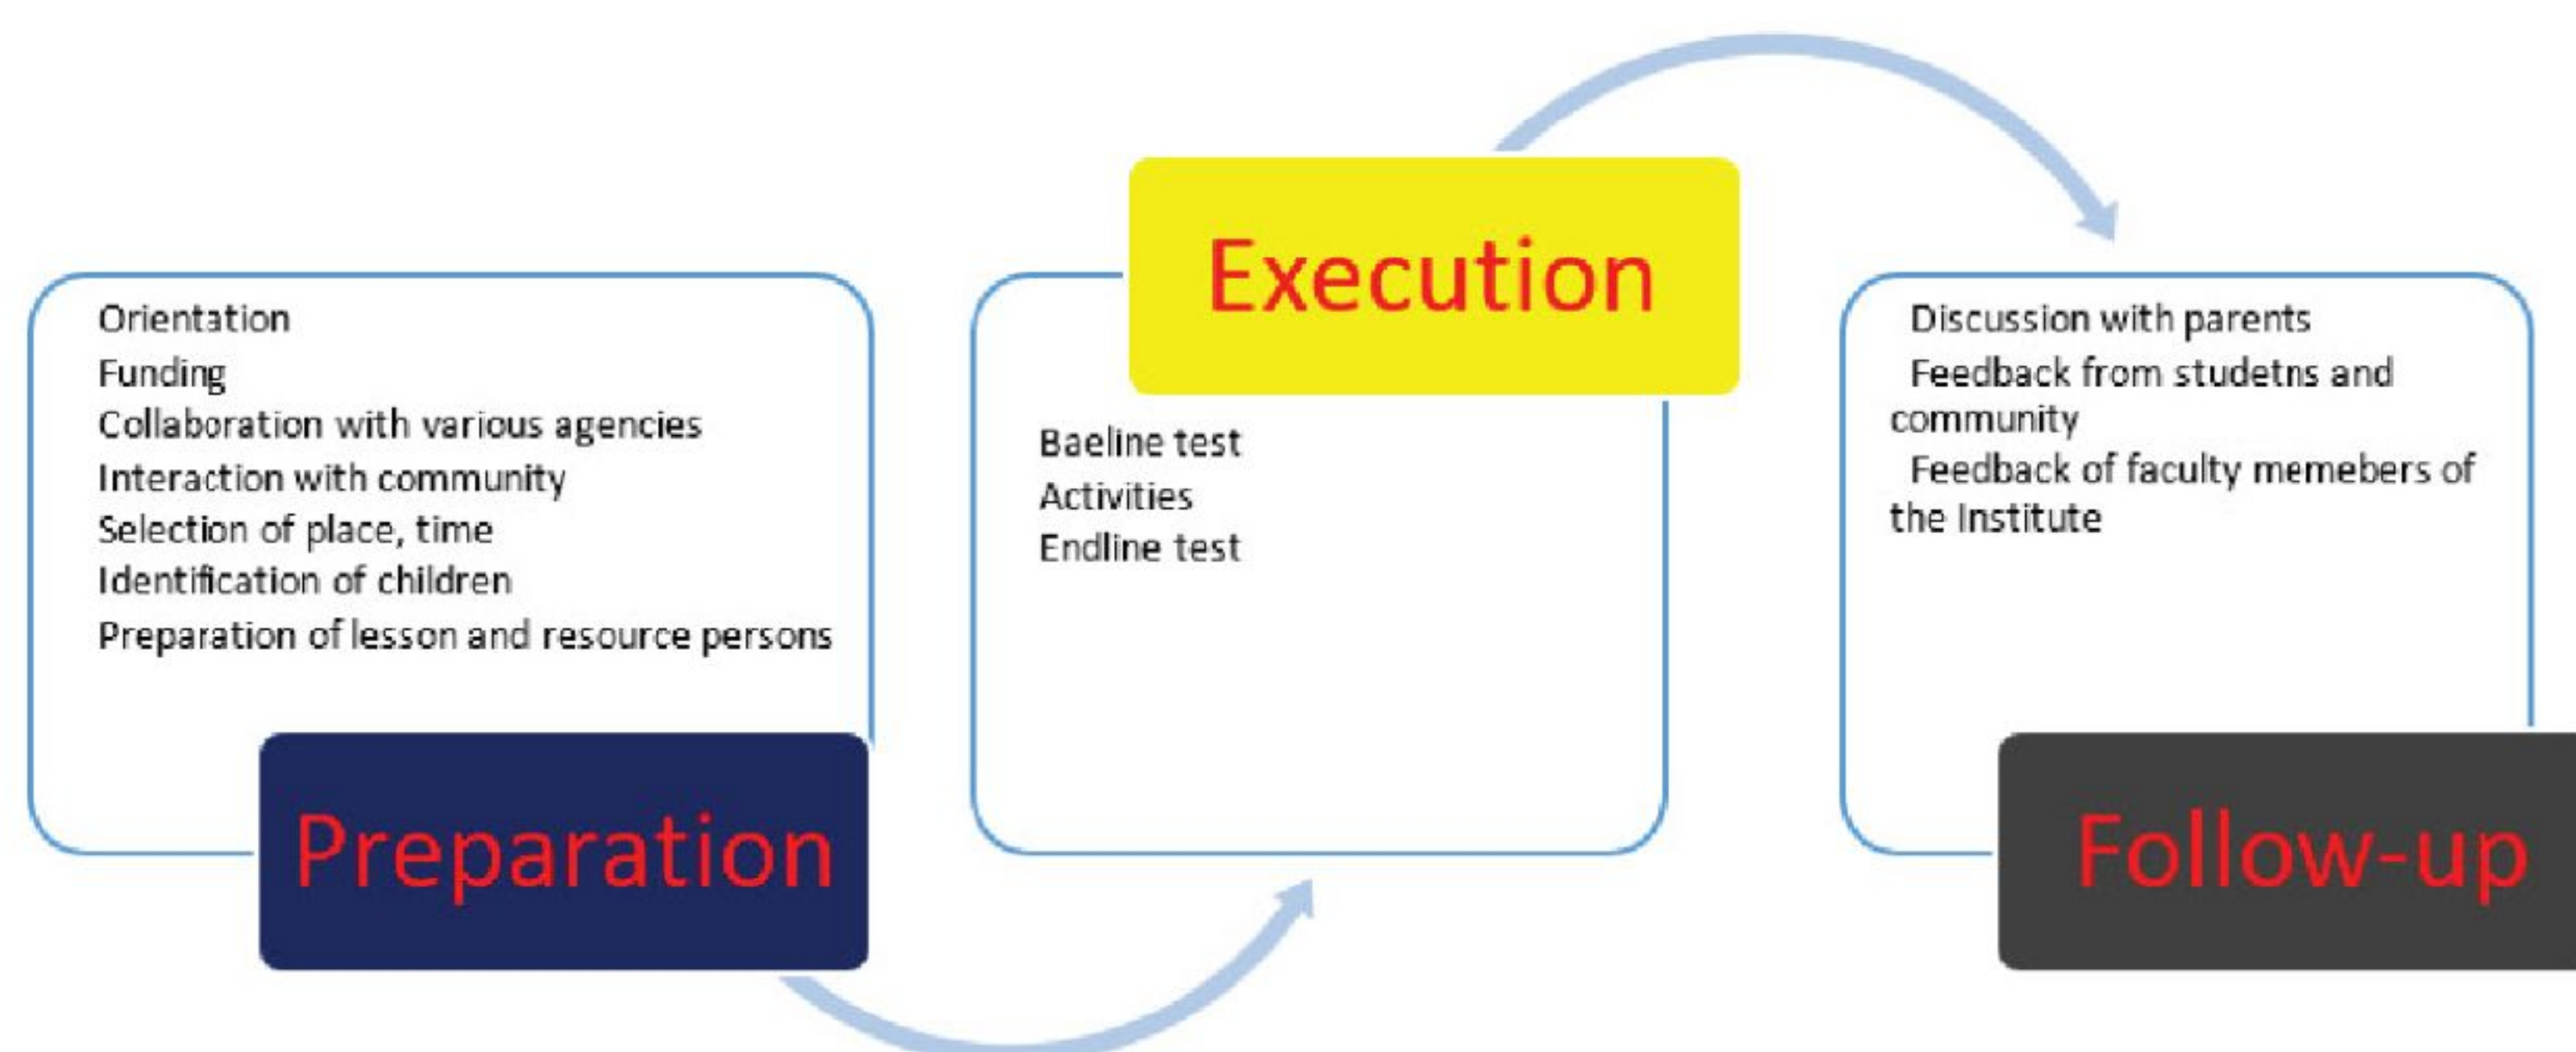 Orientation
Funding
Collaboration with various agencies
Interaction with community
Selection of place, time
Identification of children
Preparation of lesson and resource persons
Preparation
Execution
Baeline test
Activities
Endline test
Discussion with parents
Feedback from studetns and
community
Feedback of faculty memebers of
the Institute
Follow-up